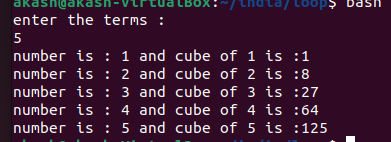 akash@akash-VirtualBox:~/india/loop$ bash
enter the terms :
5
number is : 1 and cube of 1 is :1
number is : 2 and cube of 2 is :8
number is : 3 and cube of 3 is :27
number is : 4 and cube of 4 is :64
number is : 5 and cube of 5 is :125